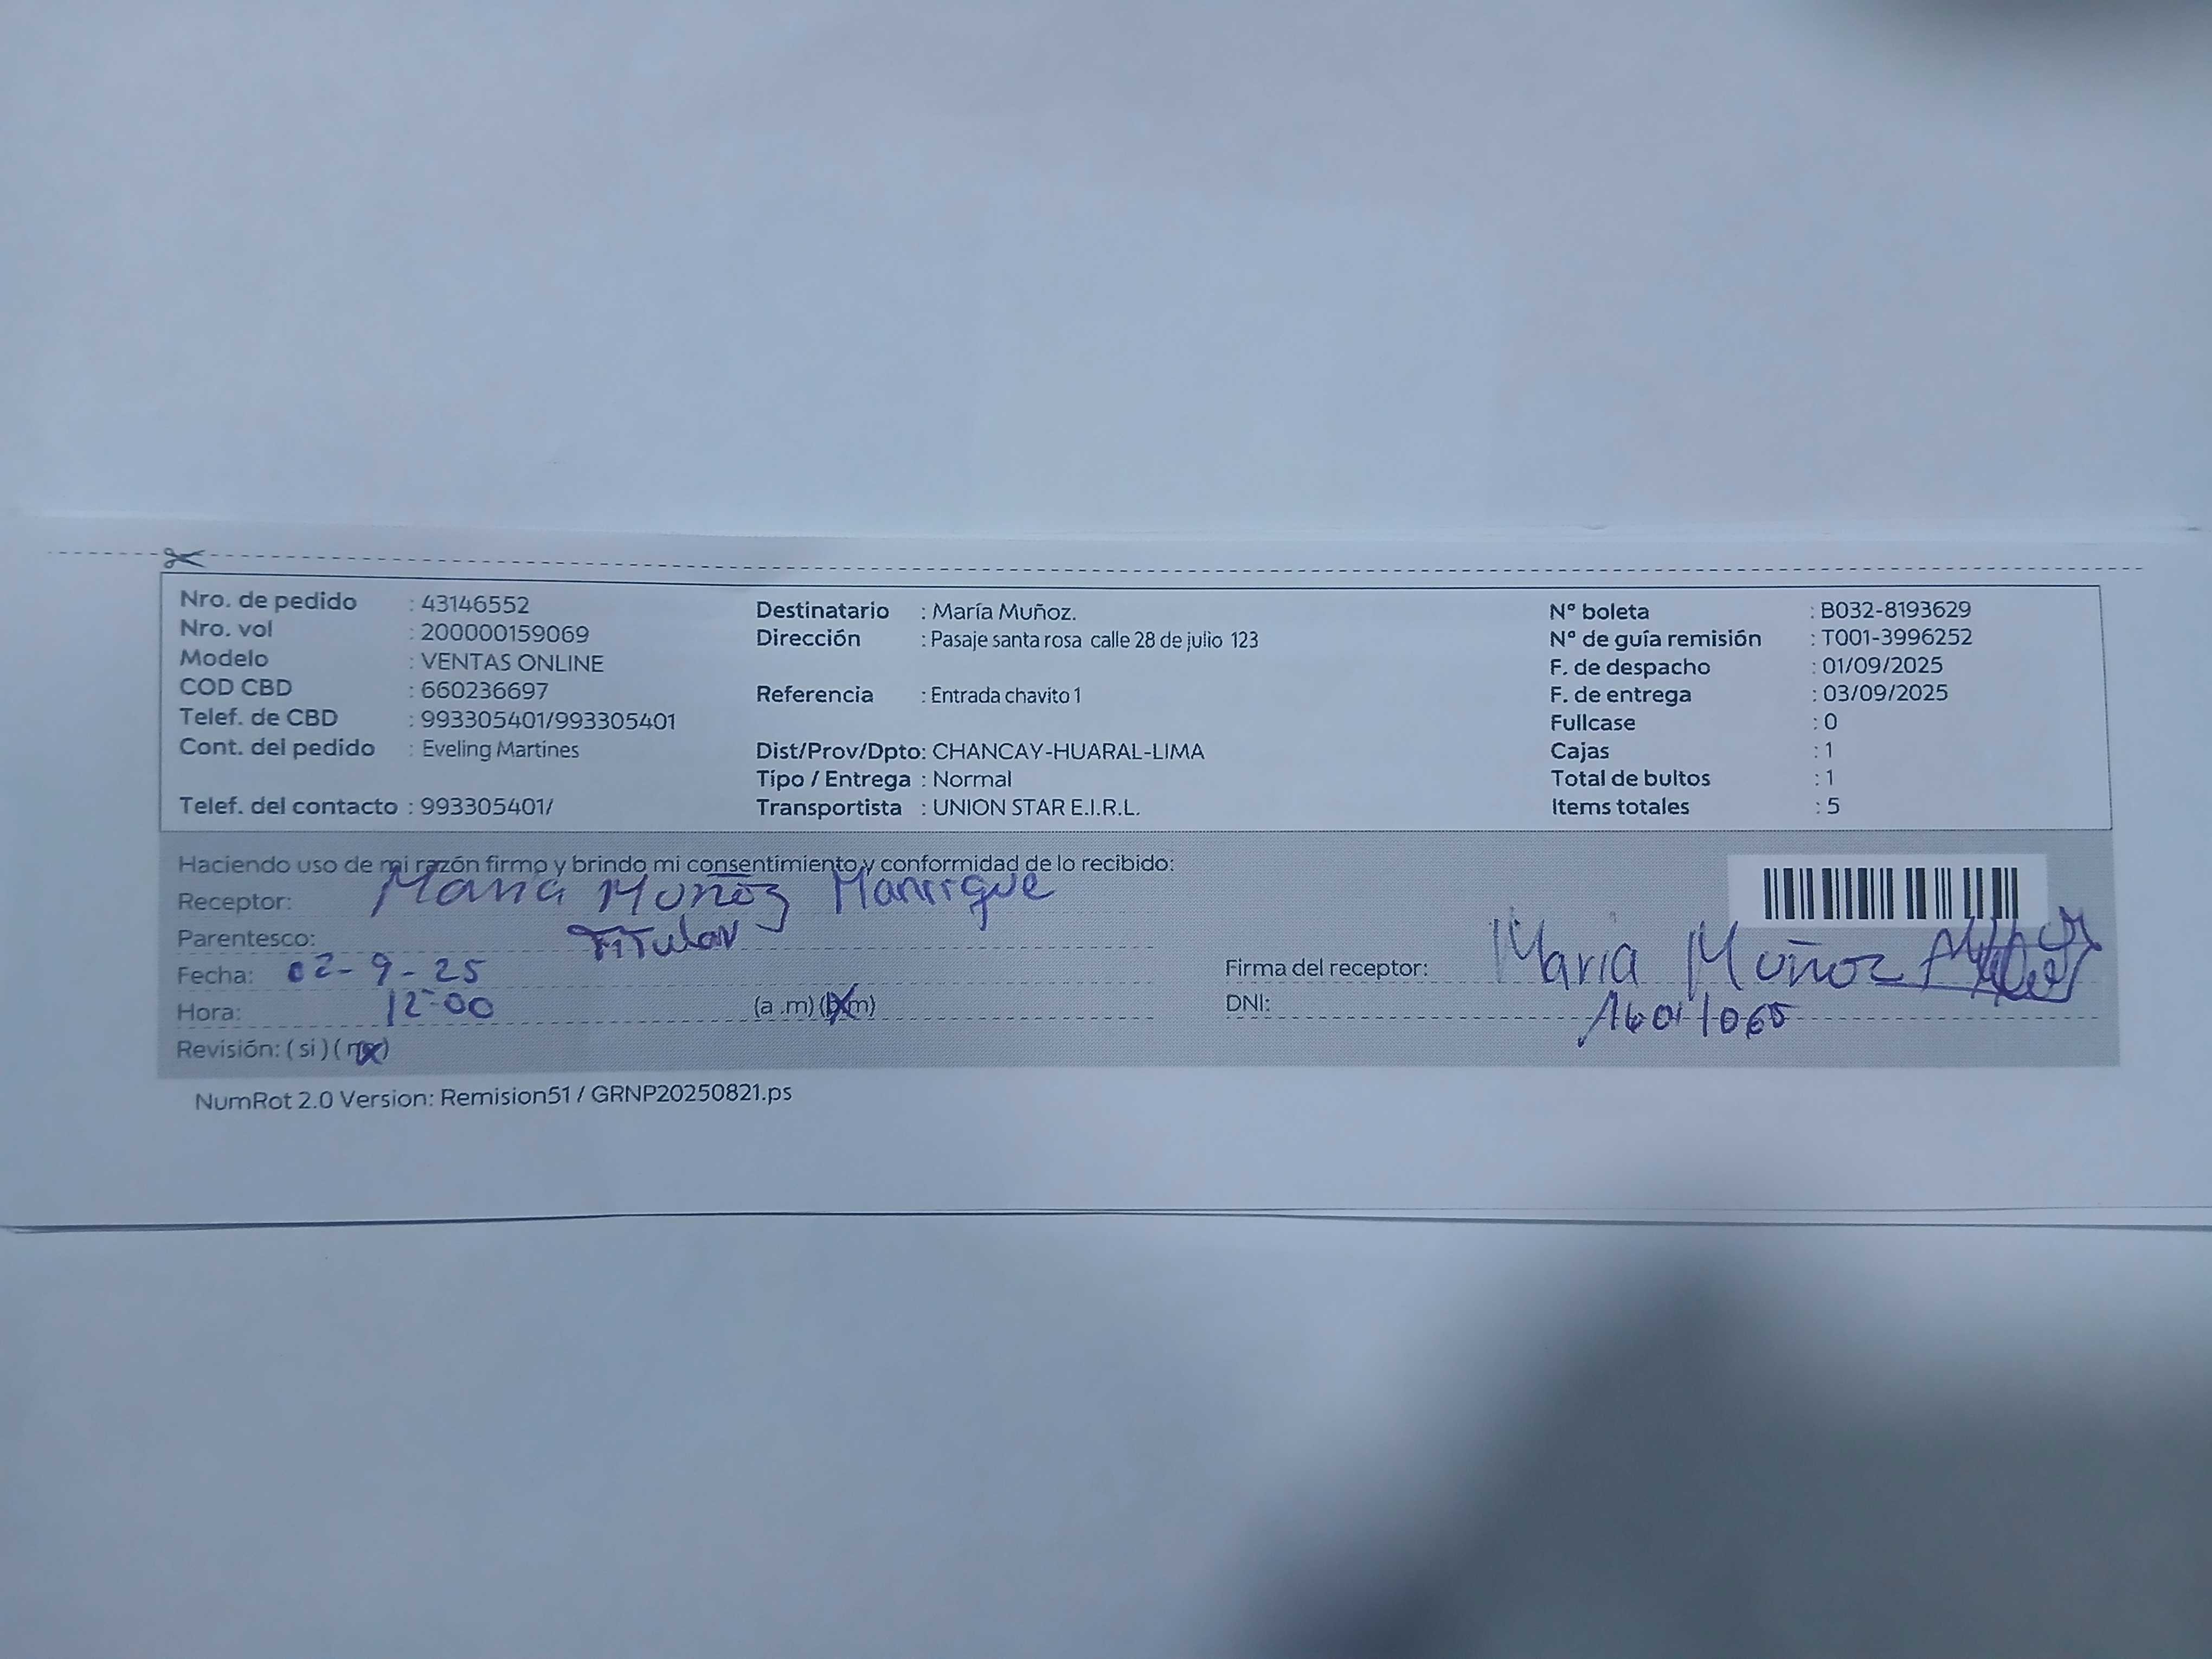 Nro. de pedido : 43146552
Nro. vol : 200000159069
Modelo : VENTAS ONLINE
COD CBD : 660236697
Telef. de CBD : 993305401/993305401
Cont. del pedido : Eveling Martines
Telef. del contacto : 993305401/
Destinatario : María Muñoz.
Dirección : Pasaje santa rosa calle 28 de julio 123
Referencia : Entrada chavito 1
Dist/Prov/Dpto: CHANCAY-HUARAL-LIMA
Tipo / Entrega : Normal
Transportista : UNION STAR E.I.R.L.
N° boleta : B032-8193629
N° de guía remisión : T001-3996252
F. de despacho : 01/09/2025
F. de entrega : 03/09/2025
Fullcase : 0
Cajas : 1
Total de bultos : 1
Items totales : 5
Haciendo uso de mi razón firmo y brindo mi consentimiento y conformidad de lo recibido:
Receptor: Maria Muñoz Manrique
Parentesco: Titular
Fecha: 02-9-25
Hora: 12:00 (a .m) (p.m)
Revisión: ( si ) ( no )
Firma del receptor: Maria Muñoz
DNI:
NumRot 2.0 Version: Remision51 / GRNP20250821.ps